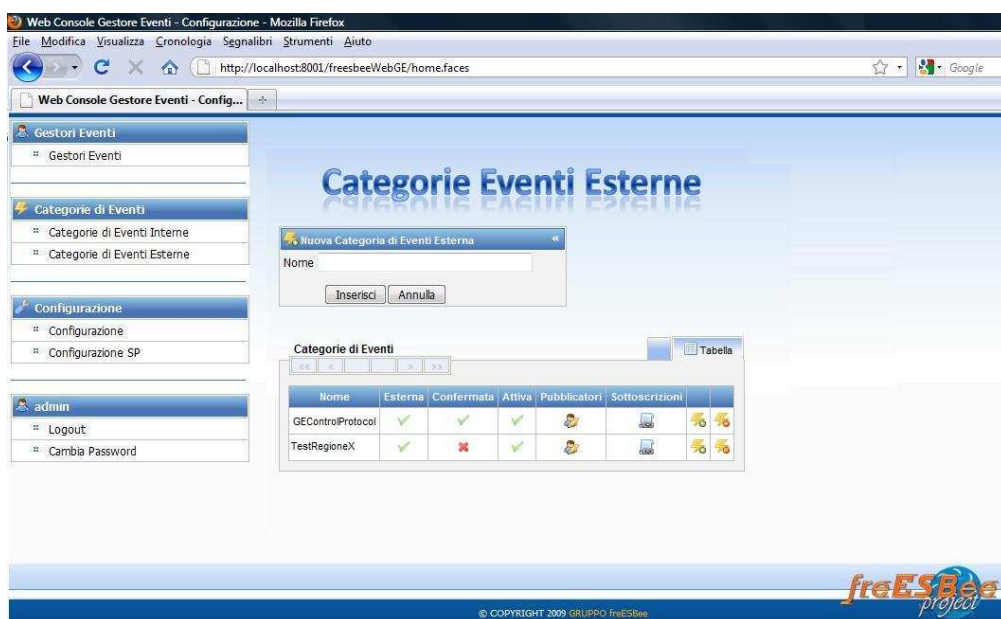 Web Console Gestore Eventi - Configurazione - Mozilla Firefox
File Modifica Visualizza Cronologia Segnalibri Strumenti Aiuto
http://localhost:8001/freesbeeWebGE/home.faces
Google
Web Console Gestore Eventi - Config...
Gestori Eventi
Gestori Eventi
Categorie di Eventi
Categorie di Eventi Interne
Categorie di Eventi Esterne
Configurazione
Configurazione
Configurazione SP
admin
Logout
Cambia Password
Categorie Eventi Esterne
Nuova Categoria di Eventi Esterna «
Nome
Inserisci Annulla
Categorie di Eventi
Tabella
«« « » »»
Nome Esterna Confermata Attiva Pubblicatori Sottoscrizioni
GEControlProtocol
TestRegioneX
freESBee
project
© COPYRIGHT 2009 GRUPPO freESBee